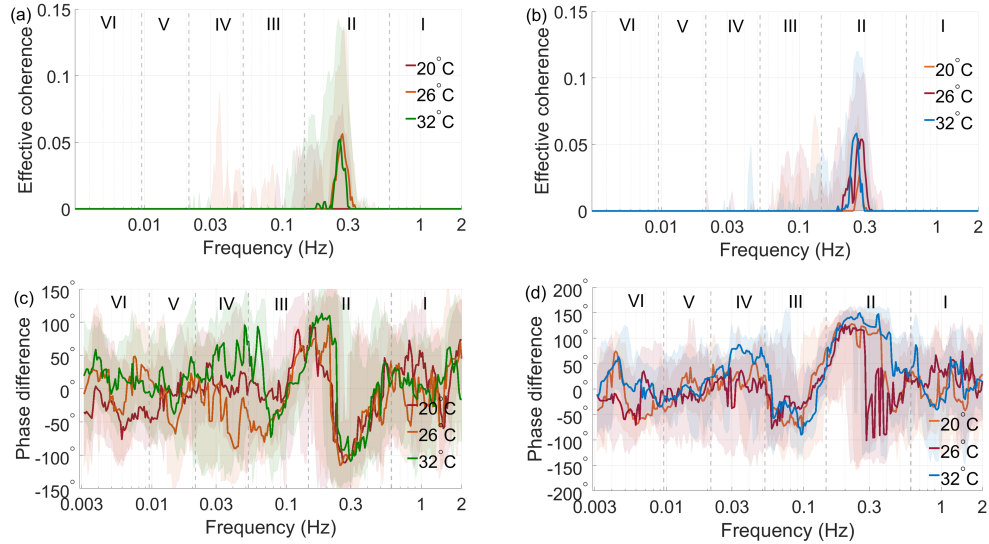 (a)
0.15
0.1
0.05
0
Effective coherence
VI V IV III II I
20°C
26°C
32°C
0.01 0.03 0.1 0.3 1 2
Frequency (Hz)
(b)
0.15
0.1
0.05
0
Effective coherence
VI V IV III II I
20°C
26°C
32°C
0.01 0.03 0.1 0.3 1 2
Frequency (Hz)
(c)
150°
100°
50°
0°
-50°
-100°
-150°
Phase difference
VI V IV III II I
20°C
26°C
32°C
0.003 0.01 0.03 0.1 0.3 1 2
Frequency (Hz)
(d)
200°
150°
100°
50°
0°
-50°
-100°
-150°
-200°
Phase difference
VI V IV III II I
20°C
26°C
32°C
0.003 0.01 0.03 0.1 0.3 1 2
Frequency (Hz)